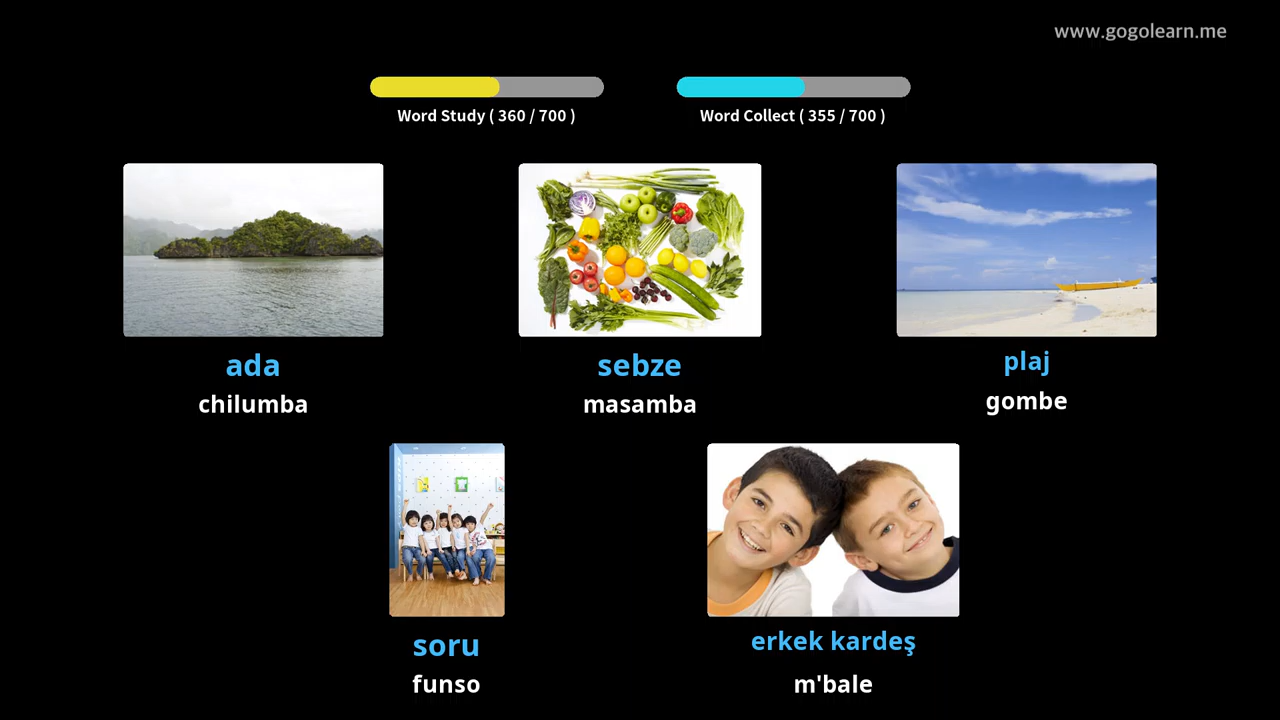 www.gogolearn.me
Word Study ( 360 / 700 )
Word Collect ( 355 / 700 )
ada
chilumba
sebze
masamba
plaj
gombe
soru
funso
erkek kardeş
m'bale